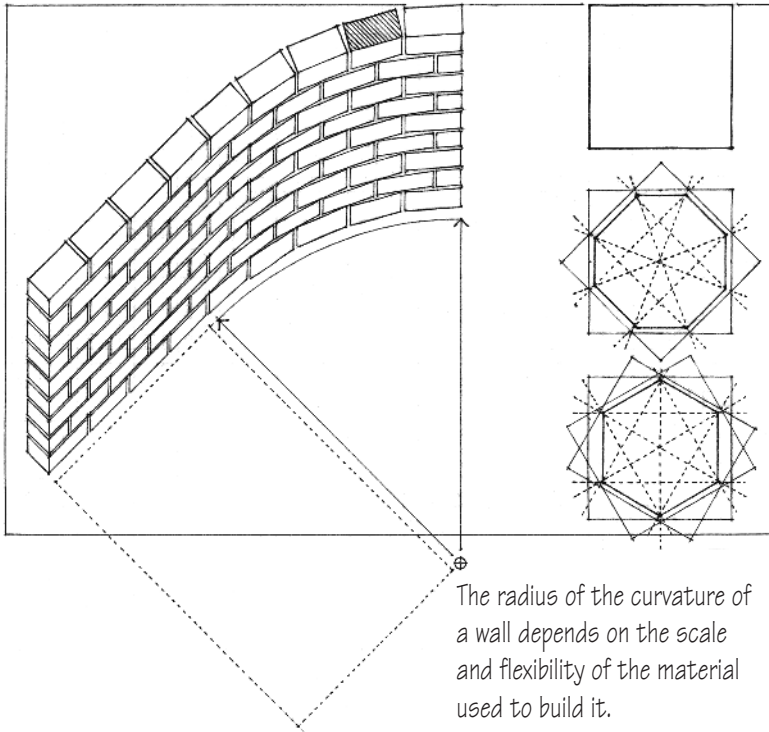 The radius of the curvature of
a wall depends on the scale
and flexibility of the material
used to build it.